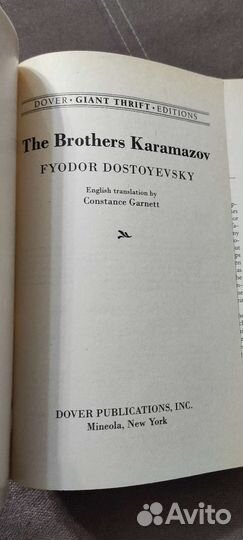 DOVER · GIANT THRIFT · EDITIONS
The Brothers Karamazov
FYODOR DOSTOYEVSKY
English translation by
Constance Garnett
DOVER PUBLICATIONS, INC.
Mineola, New York
Avito